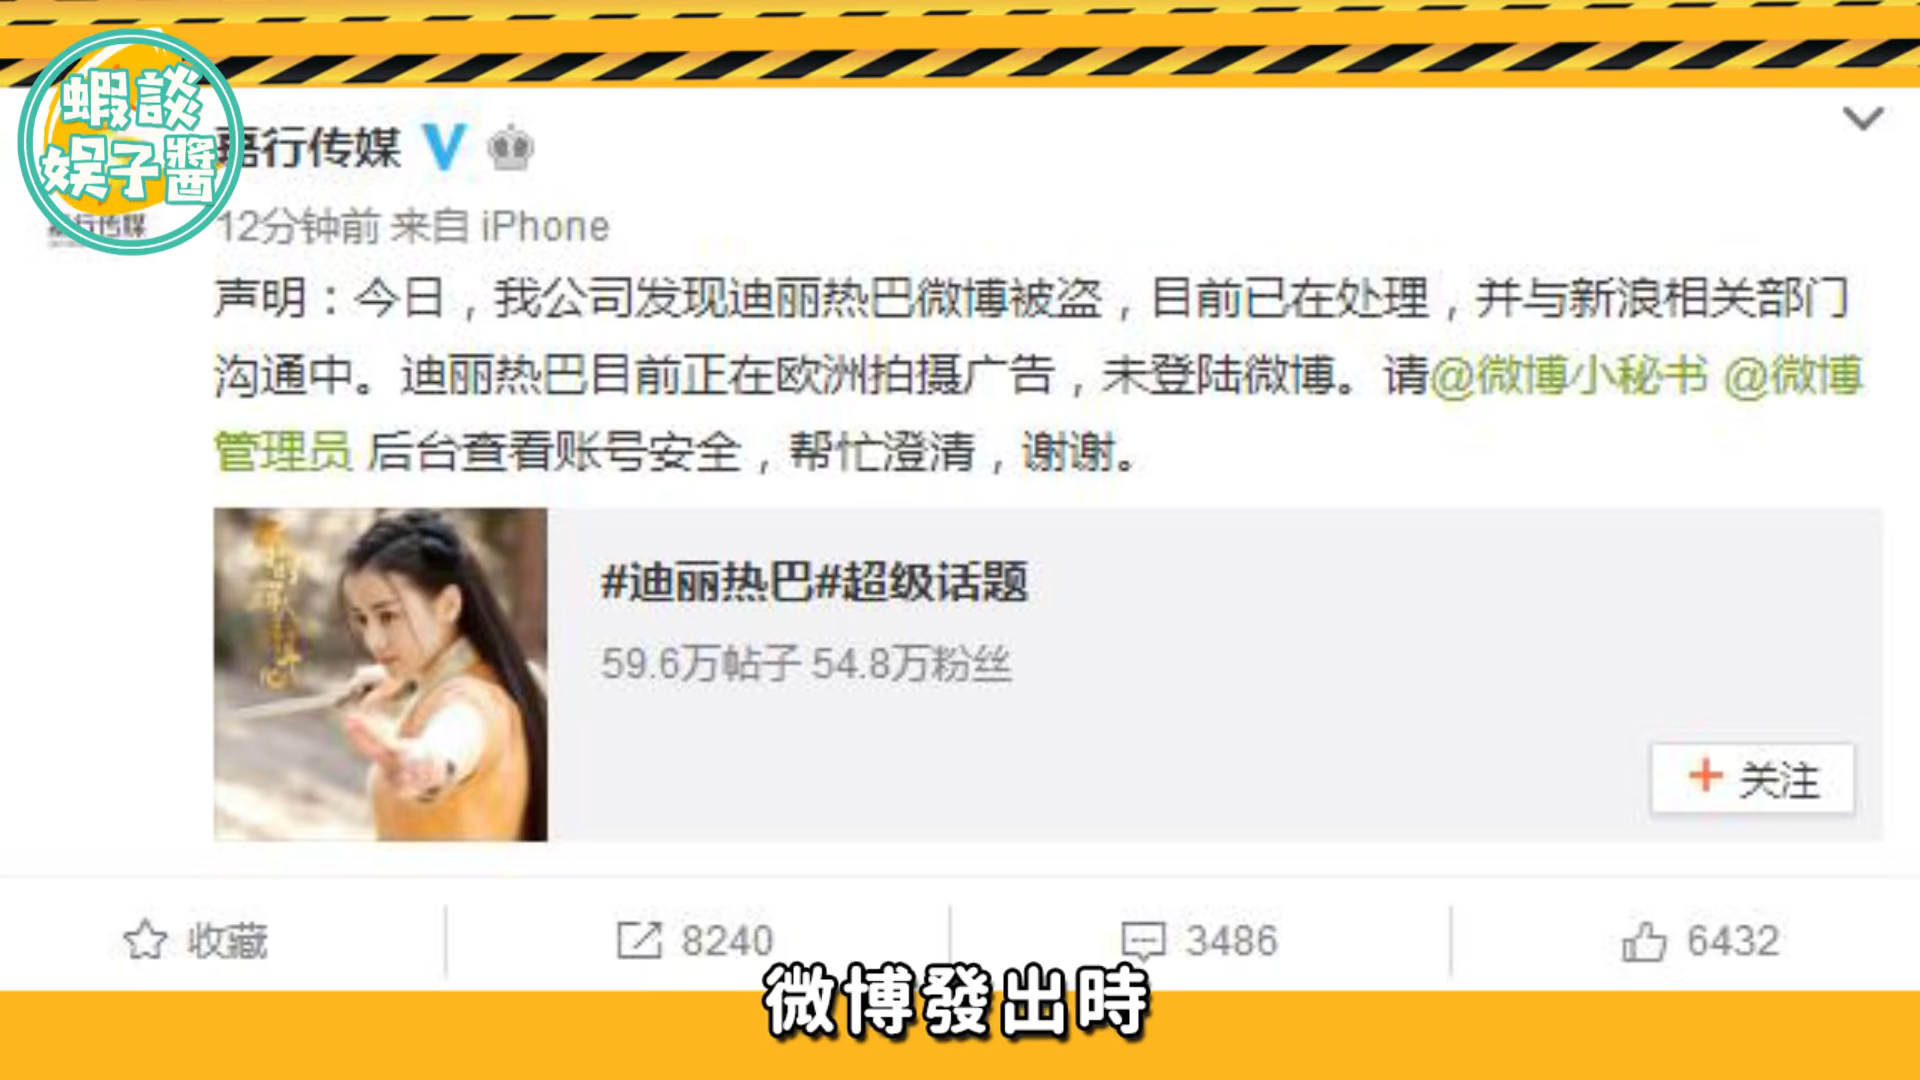 蝦談
娛子醬
嘉行传媒 V
12分钟前 来自 iPhone
声明：今日，我公司发现迪丽热巴微博被盗，目前已在处理，并与新浪相关部门
沟通中。迪丽热巴目前正在欧洲拍摄广告，未登陆微博。请@微博小秘书 @微博
管理员 后台查看账号安全，帮忙澄清，谢谢。
#迪丽热巴#超级话题
59.6万帖子 54.8万粉丝
+ 关注
收藏 8240 3486 6432
微博發出時